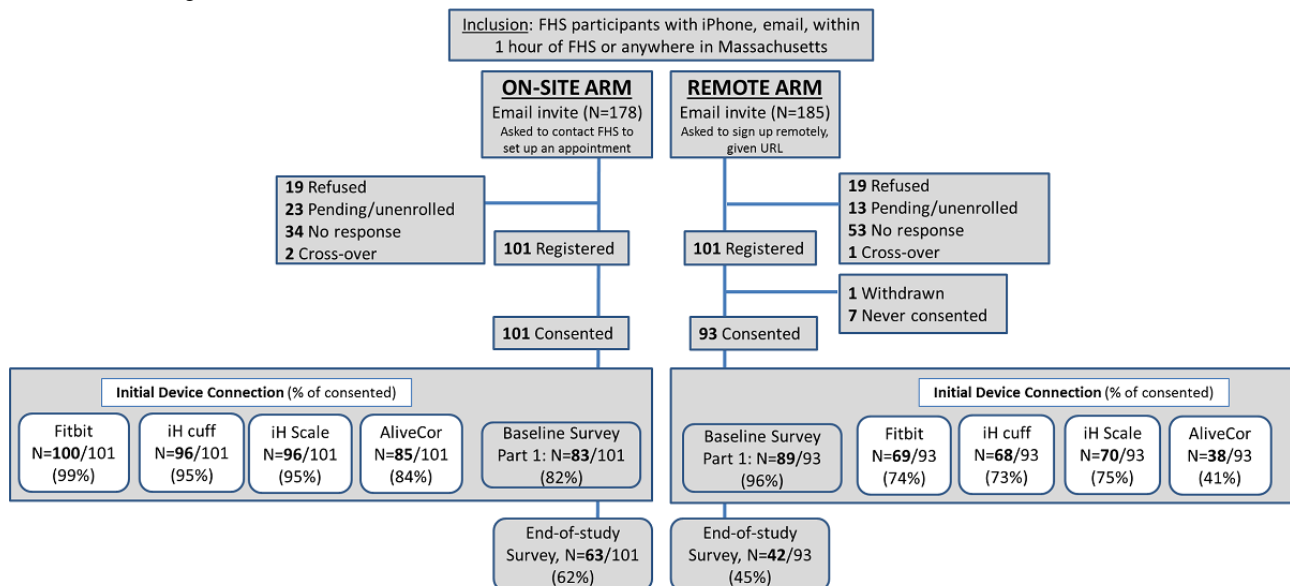 Inclusion: FHS participants with iPhone, email, within
1 hour of FHS or anywhere in Massachusetts
ON-SITE ARM
Email invite (N=178)
Asked to contact FHS to
set up an appointment
REMOTE ARM
Email invite (N=185)
Asked to sign up remotely,
given URL
19 Refused
23 Pending/unenrolled
34 No response
2 Cross-over
19 Refused
13 Pending/unenrolled
53 No response
1 Cross-over
101 Registered
101 Registered
1 Withdrawn
7 Never consented
101 Consented
93 Consented
Initial Device Connection (% of consented)
Fitbit
N=100/101
(99%)
iH cuff
N=96/101
(95%)
iH Scale
N=96/101
(95%)
AliveCor
N=85/101
(84%)
Baseline Survey
Part 1: N=83/101
(82%)
Initial Device Connection (% of consented)
Baseline Survey
Part 1: N=89/93
(96%)
Fitbit
N=69/93
(74%)
iH cuff
N=68/93
(73%)
iH Scale
N=70/93
(75%)
AliveCor
N=38/93
(41%)
End-of-study
Survey, N=63/101
(62%)
End-of-study
Survey, N=42/93
(45%)